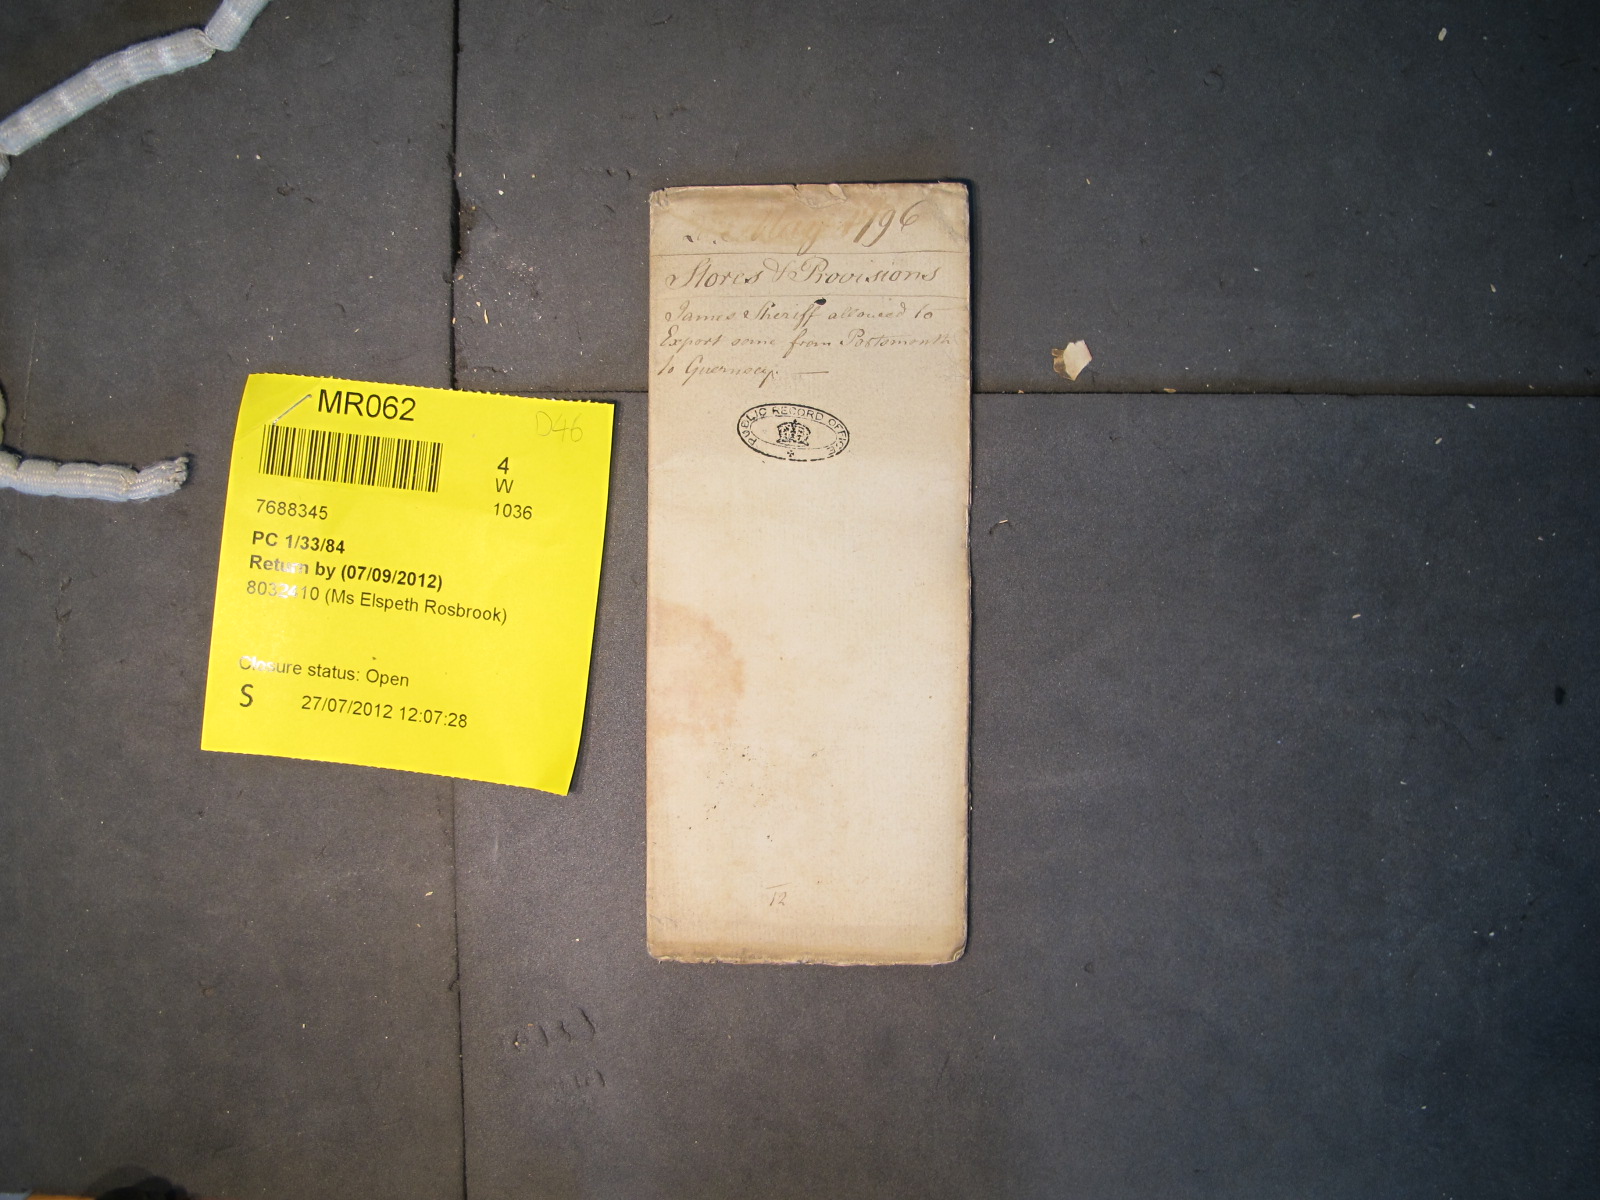 MR062
D46
4
W
7688345
1036
PC 1/33/84
Return by (07/09/2012)
8032410 (Ms Elspeth Rosbrook)
Closure status: Open
S
27/07/2012 12:07:28
May 1796
Stores & Provisions
James Sheriff allowed to
Export some from Portsmouth
to Guernsey. —
PUBLIC RECORD OFFICE
12